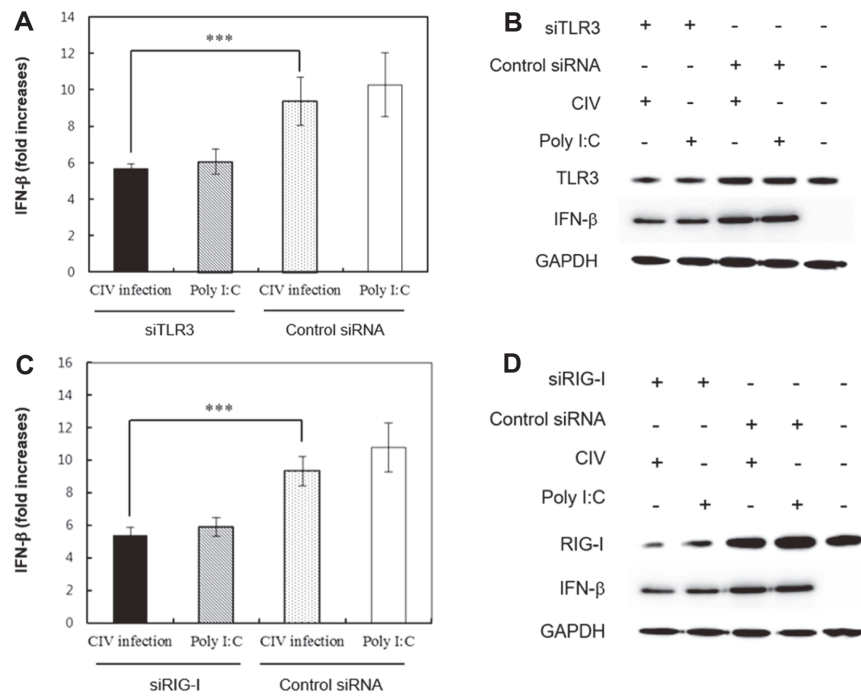 A
IFN-β (fold increases)
14
12
10
8
6
4
2
0
***
CIV infection Poly I:C CIV infection Poly I:C
siTLR3 Control siRNA
B
siTLR3 + + - - -
Control siRNA - - + + -
CIV + - + - -
Poly I:C - + - + -
TLR3
IFN-β
GAPDH
C
IFN-β (fold increases)
16
14
12
10
8
6
4
2
0
***
CIV infection Poly I:C CIV infection Poly I:C
siRIG-I Control siRNA
D
siRIG-I + + - - -
Control siRNA - - + + -
CIV + - + - -
Poly I:C - + - + -
RIG-I
IFN-β
GAPDH